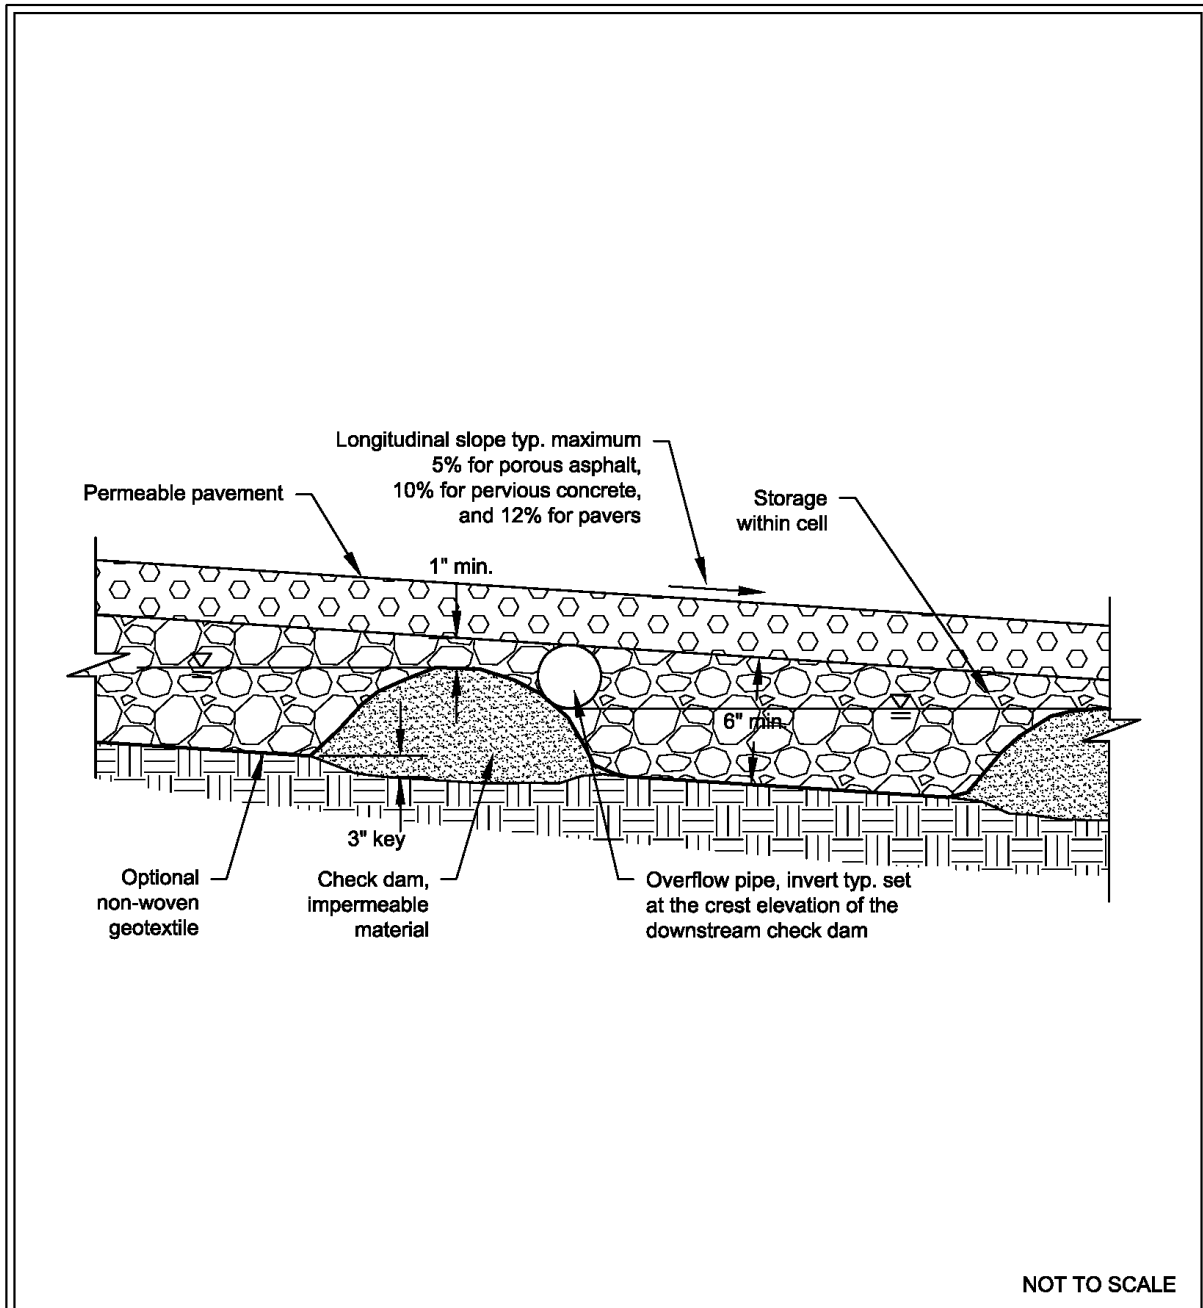 Longitudinal slope typ. maximum
5% for porous asphalt,
10% for pervious concrete,
and 12% for pavers
Permeable pavement
Storage
within cell
1" min.
6" min.
3" key
Optional
non-woven
geotextile
Check dam,
impermeable
material
Overflow pipe, invert typ. set
at the crest elevation of the
downstream check dam
NOT TO SCALE